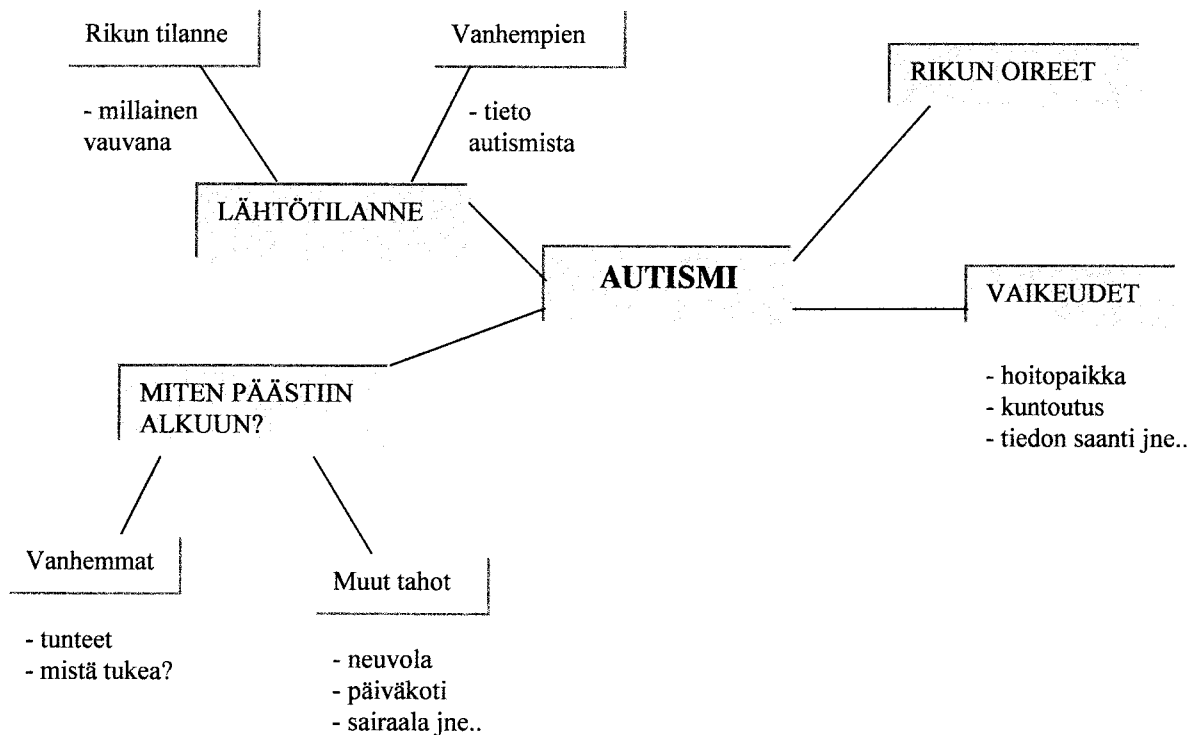 Rikun tilanne
- millainen
vauvana
Vanhempien
- tieto
autismista
LÄHTÖTILANNE
RIKUN OIREET
AUTISMI
VAIKEUDET
- hoitopaikka
- kuntoutus
- tiedon saanti jne..
MITEN PÄÄSTIIN
ALKUUN?
Vanhemmat
- tunteet
- mistä tukea?
Muut tahot
- neuvola
- päiväkoti
- sairaala jne..